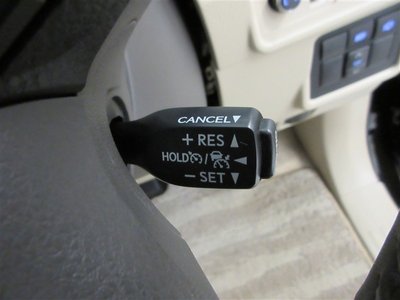 CANCEL▼
+ RES ▲
HOLD / ◀
− SET ▼